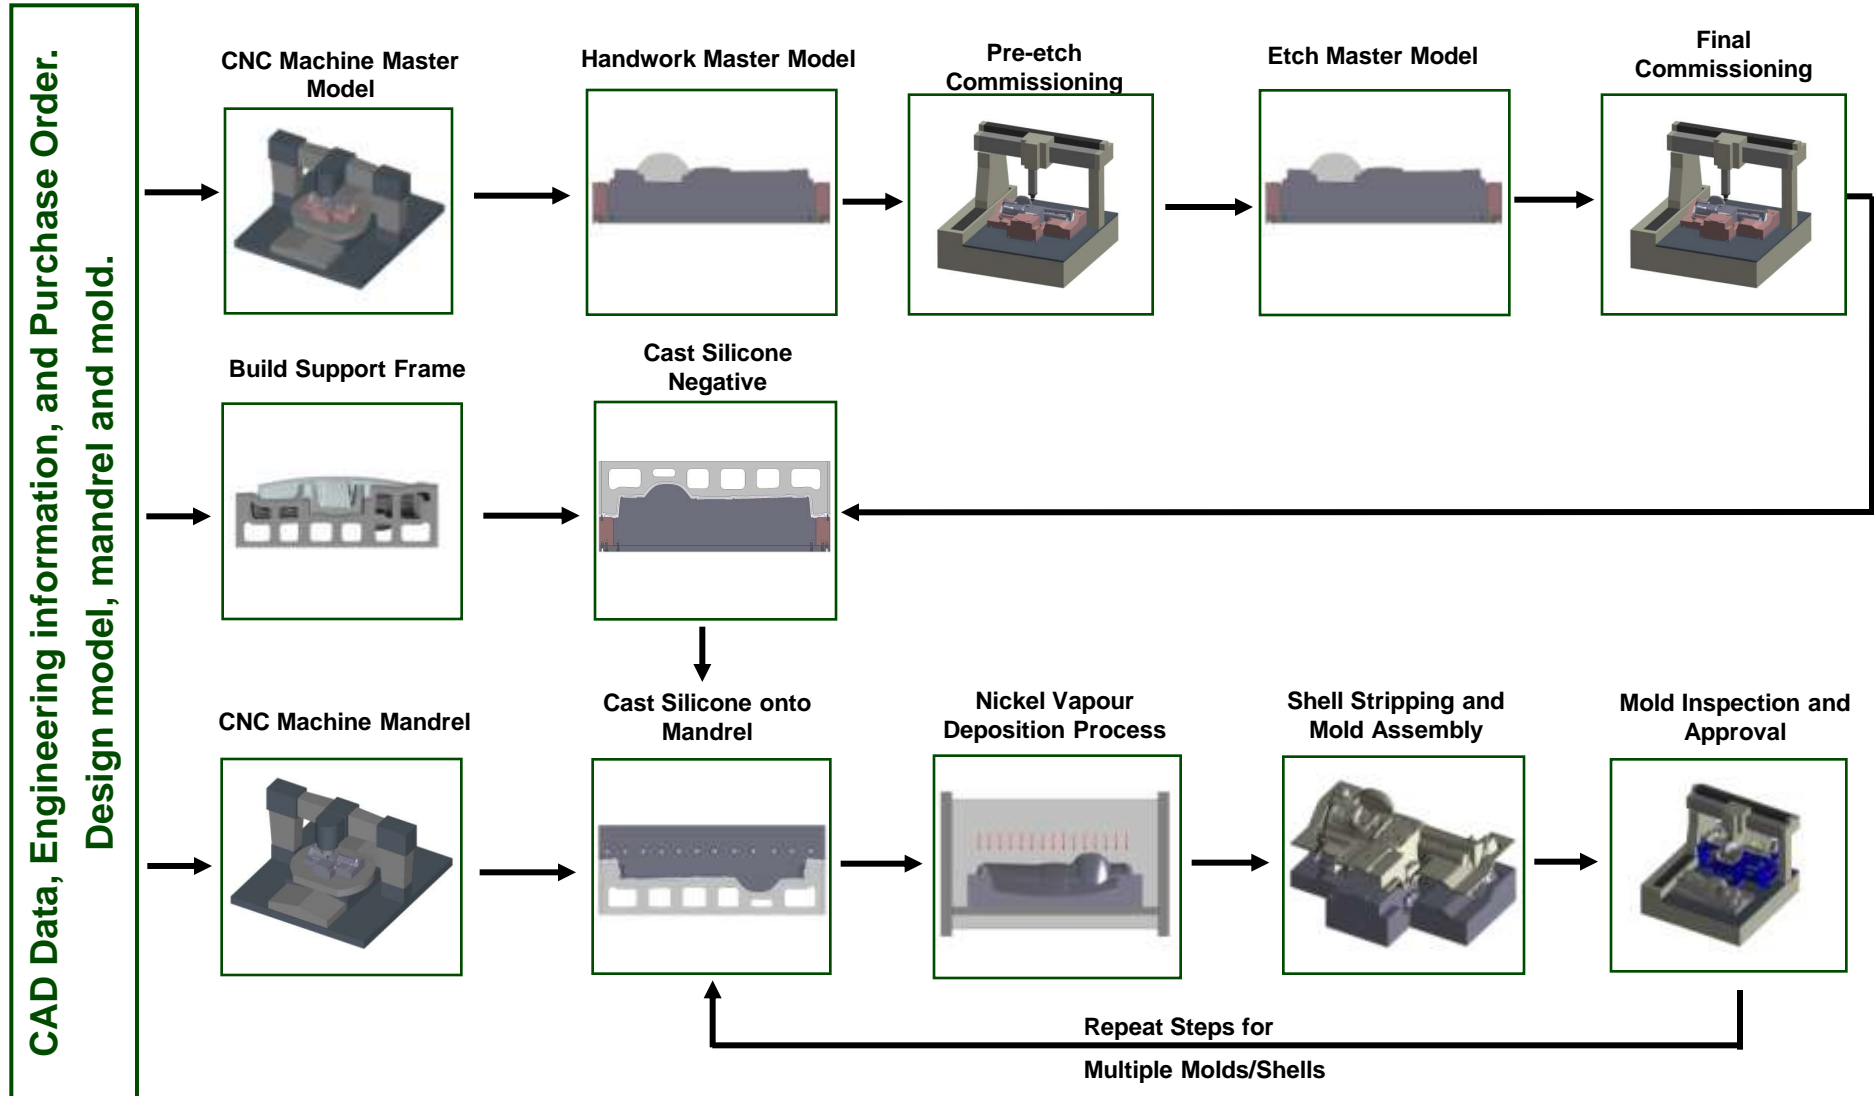 CAD Data, Engineering information, and Purchase Order.
Design model, mandrel and mold.
CNC Machine Master
Model
Handwork Master Model
Pre-etch
Commissioning
Etch Master Model
Final
Commissioning
Build Support Frame
Cast Silicone
Negative
CNC Machine Mandrel
Cast Silicone onto
Mandrel
Nickel Vapour
Deposition Process
Shell Stripping and
Mold Assembly
Mold Inspection and
Approval
Repeat Steps for
Multiple Molds/Shells